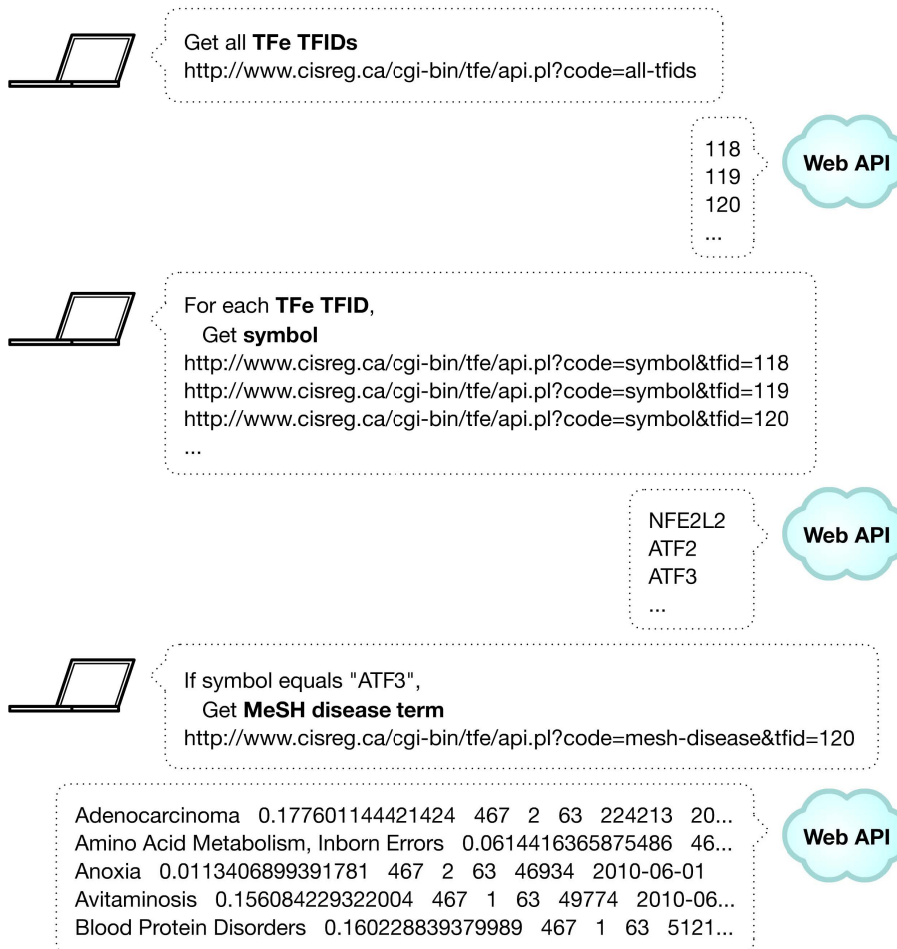 Get all TFe TFIDs
http://www.cisreg.ca/cgi-bin/tfe/api.pl?code=all-tfids
118
119
120
...
Web API
For each TFe TFID,
Get symbol
http://www.cisreg.ca/cgi-bin/tfe/api.pl?code=symbol&tfid=118
http://www.cisreg.ca/cgi-bin/tfe/api.pl?code=symbol&tfid=119
http://www.cisreg.ca/cgi-bin/tfe/api.pl?code=symbol&tfid=120
...
NFE2L2
ATF2
ATF3
...
Web API
If symbol equals "ATF3",
Get MeSH disease term
http://www.cisreg.ca/cgi-bin/tfe/api.pl?code=mesh-disease&tfid=120
Adenocarcinoma 0.177601144421424 467 2 63 224213 20...
Amino Acid Metabolism, Inborn Errors 0.0614416365875486 46...
Anoxia 0.0113406899391781 467 2 63 46934 2010-06-01
Avitaminosis 0.156084229322004 467 1 63 49774 2010-06...
Blood Protein Disorders 0.160228839379989 467 1 63 5121...
Web API